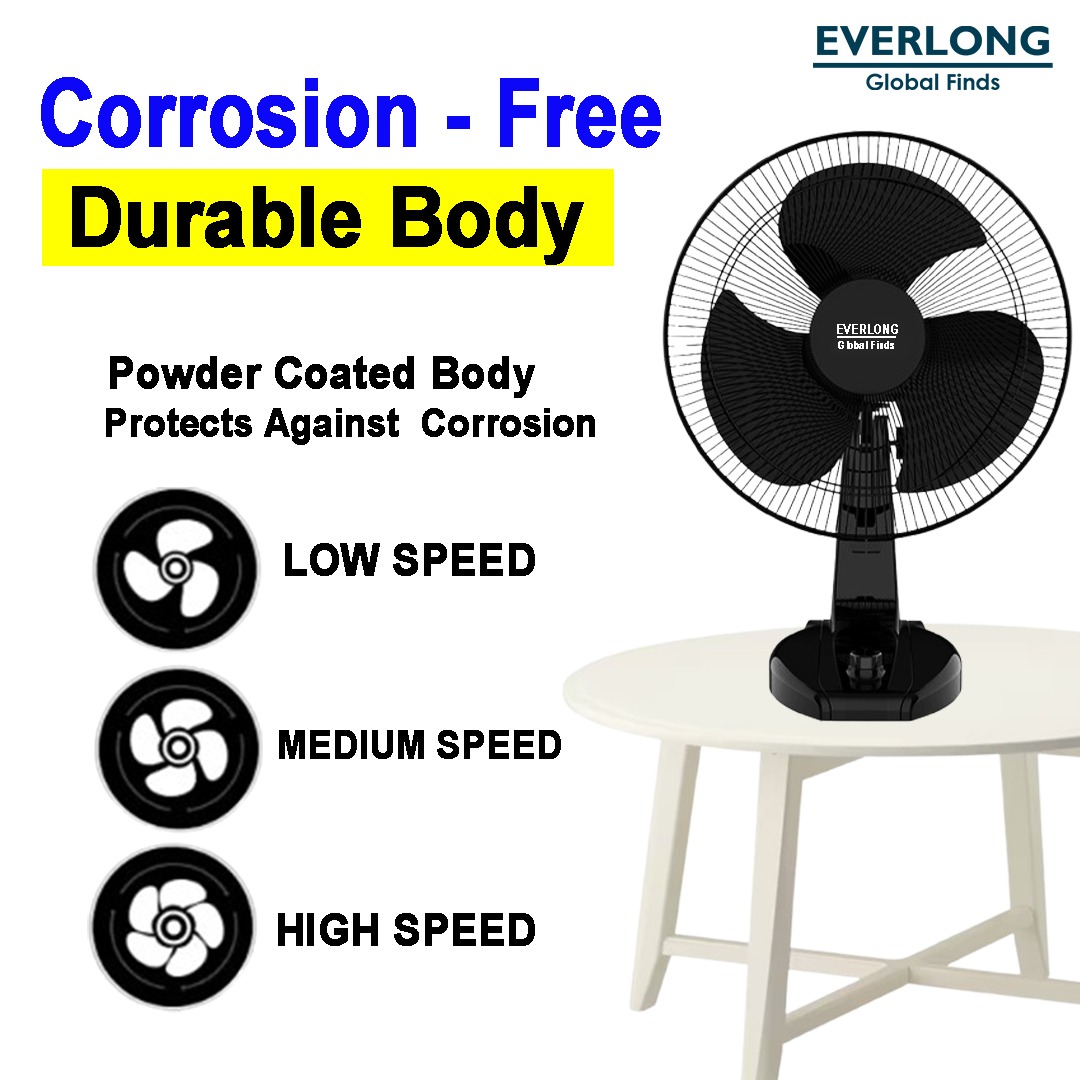 EVERLONG
Global Finds
Corrosion - Free
Durable Body
Powder Coated Body
Protects Against Corrosion
EVERLONG
Global Finds
LOW SPEED
MEDIUM SPEED
HIGH SPEED